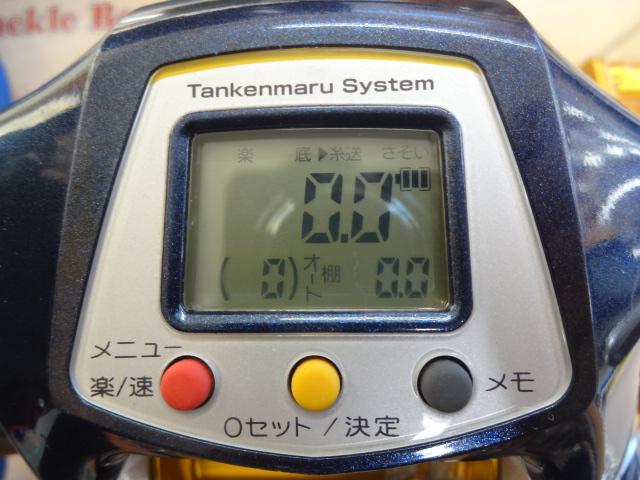 ckle B
Tankenmaru System
楽 底 ▶糸送 さそい
0.0
( 0) オート 棚 0.0
メニュー
楽/速
メモ
0セット / 決定